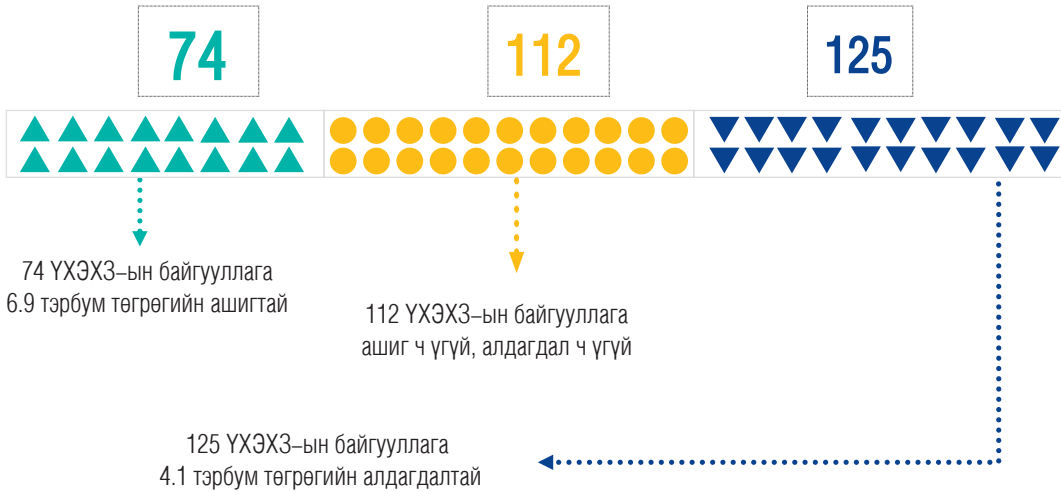 74
112
125
74 ҮХЭХЗ–ын байгууллага
6.9 тэрбум төгрөгийн ашигтай
112 ҮХЭХЗ–ын байгууллага
ашиг ч үгүй, алдагдал ч үгүй
125 ҮХЭХЗ–ын байгууллага
4.1 тэрбум төгрөгийн алдагдалтай